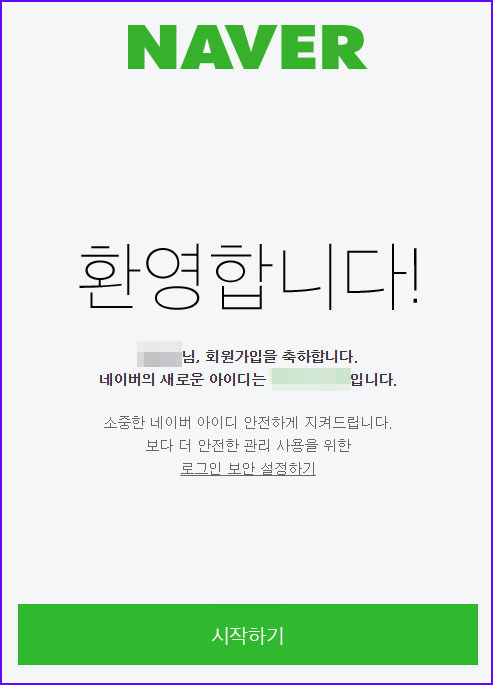 NAVER
환영합니다!
님, 회원가입을 축하합니다.
네이버의 새로운 아이디는 입니다.
소중한 네이버 아이디 안전하게 지켜드립니다.
보다 더 안전한 관리 사용을 위한
로그인 보안 설정하기
시작하기